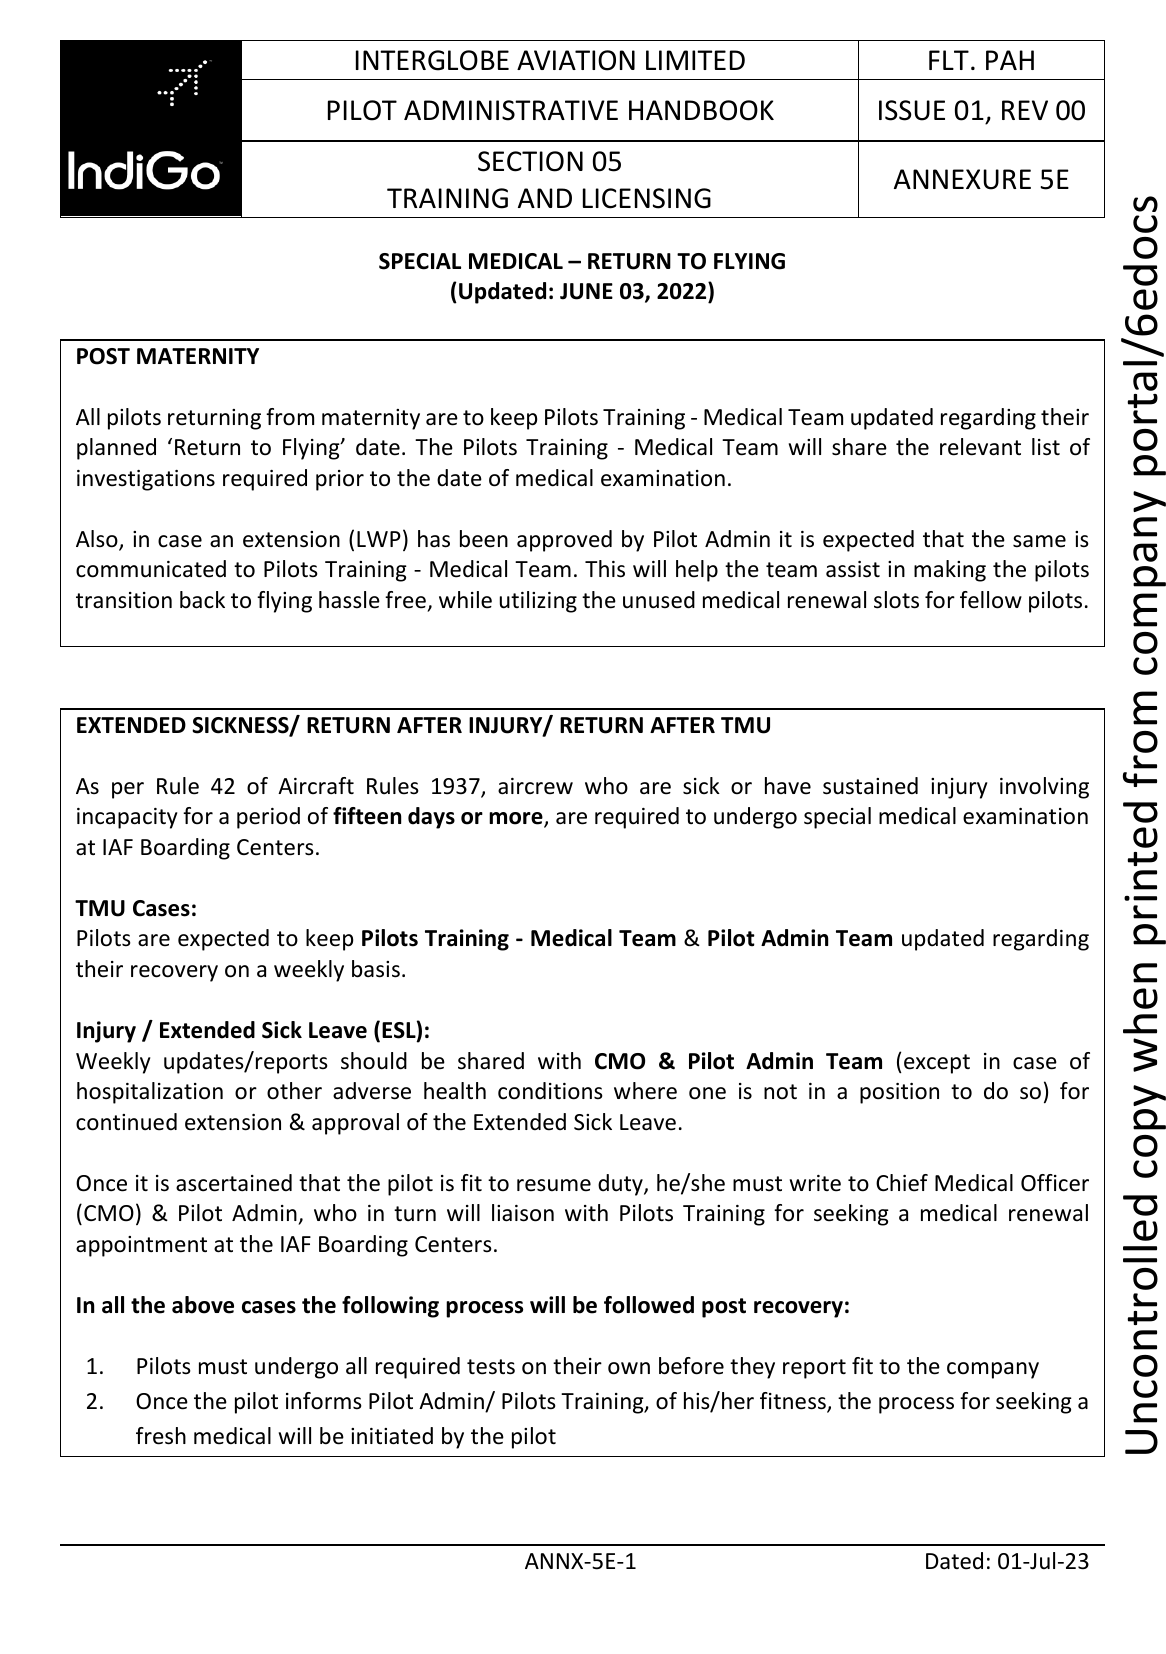 INTERGLOBE AVIATION LIMITED
FLT. PAH
PILOT ADMINISTRATIVE HANDBOOK
ISSUE 01, REV 00
IndiGo
SECTION 05
TRAINING AND LICENSING
ANNEXURE 5E
SPECIAL MEDICAL – RETURN TO FLYING
(Updated: JUNE 03, 2022)
POST MATERNITY
All pilots returning from maternity are to keep Pilots Training - Medical Team updated regarding their
planned ‘Return to Flying’ date. The Pilots Training - Medical Team will share the relevant list of
investigations required prior to the date of medical examination.
Also, in case an extension (LWP) has been approved by Pilot Admin it is expected that the same is
communicated to Pilots Training - Medical Team. This will help the team assist in making the pilots
transition back to flying hassle free, while utilizing the unused medical renewal slots for fellow pilots.
EXTENDED SICKNESS/ RETURN AFTER INJURY/ RETURN AFTER TMU
As per Rule 42 of Aircraft Rules 1937, aircrew who are sick or have sustained injury involving
incapacity for a period of fifteen days or more, are required to undergo special medical examination
at IAF Boarding Centers.
TMU Cases:
Pilots are expected to keep Pilots Training - Medical Team & Pilot Admin Team updated regarding
their recovery on a weekly basis.
Injury / Extended Sick Leave (ESL):
Weekly updates/reports should be shared with CMO & Pilot Admin Team (except in case of
hospitalization or other adverse health conditions where one is not in a position to do so) for
continued extension & approval of the Extended Sick Leave.
Once it is ascertained that the pilot is fit to resume duty, he/she must write to Chief Medical Officer
(CMO) & Pilot Admin, who in turn will liaison with Pilots Training for seeking a medical renewal
appointment at the IAF Boarding Centers.
In all the above cases the following process will be followed post recovery:
1. Pilots must undergo all required tests on their own before they report fit to the company
2. Once the pilot informs Pilot Admin/ Pilots Training, of his/her fitness, the process for seeking a
fresh medical will be initiated by the pilot
ANNX-5E-1
Dated: 01-Jul-23
Uncontrolled copy when printed from company portal/6edocs